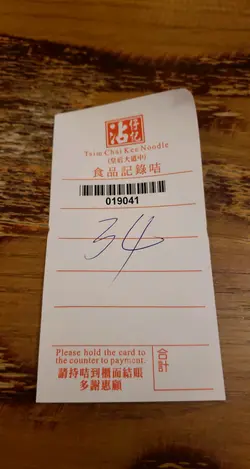 沾仔記
Tsim Chai Kee Noodle
(皇后大道中)
食品記錄咭
019041
34
Please hold the card to
the counter to payment.
請持咭到櫃面結賬
多謝惠顧
合計